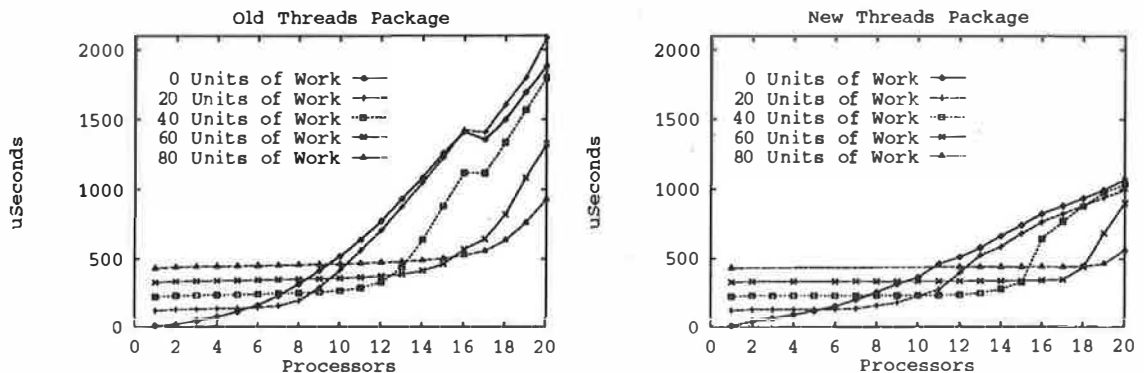 Old Threads Package
2000
1500
1000
500
0
uSeconds
0 Units of Work
20 Units of Work
40 Units of Work
60 Units of Work
80 Units of Work
0 2 4 6 8 10 12 14 16 18 20
Processors
New Threads Package
2000
1500
1000
500
0
uSeconds
0 Units of Work
20 Units of Work
40 Units of Work
60 Units of Work
80 Units of Work
0 2 4 6 8 10 12 14 16 18 20
Processors